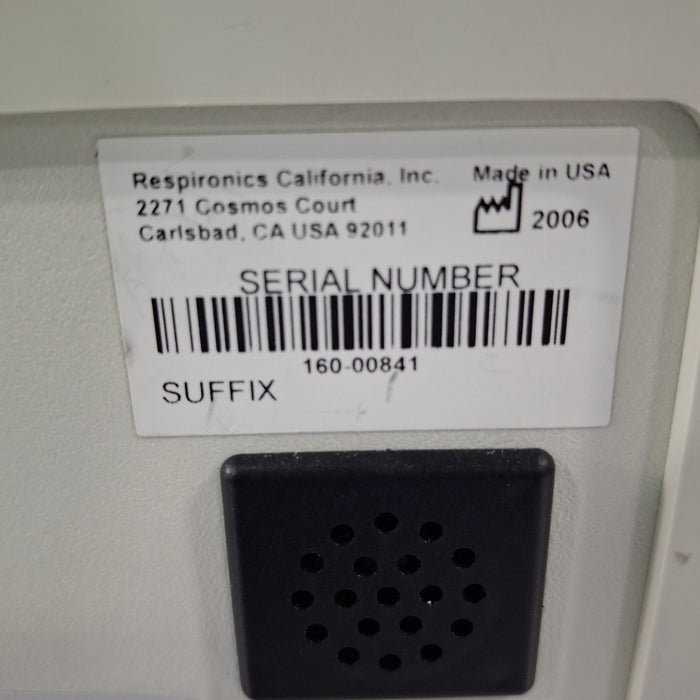 Respironics California, Inc.
2271 Cosmos Court
Carlsbad, CA USA 92011
Made in USA
2006
SERIAL NUMBER
160-00841
SUFFIX